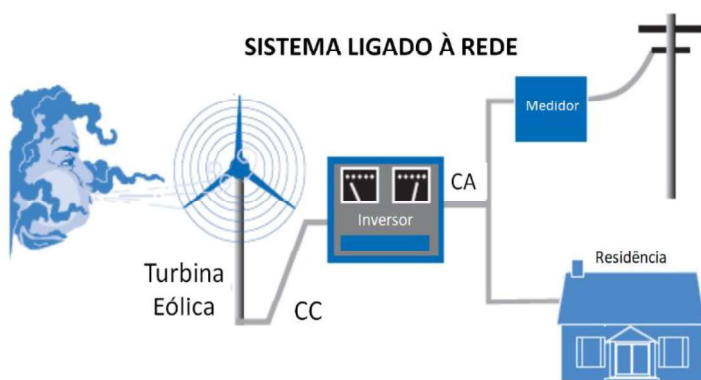 SISTEMA LIGADO À REDE
Medidor
CA
Inversor
Turbina
Eólica
CC
Residência